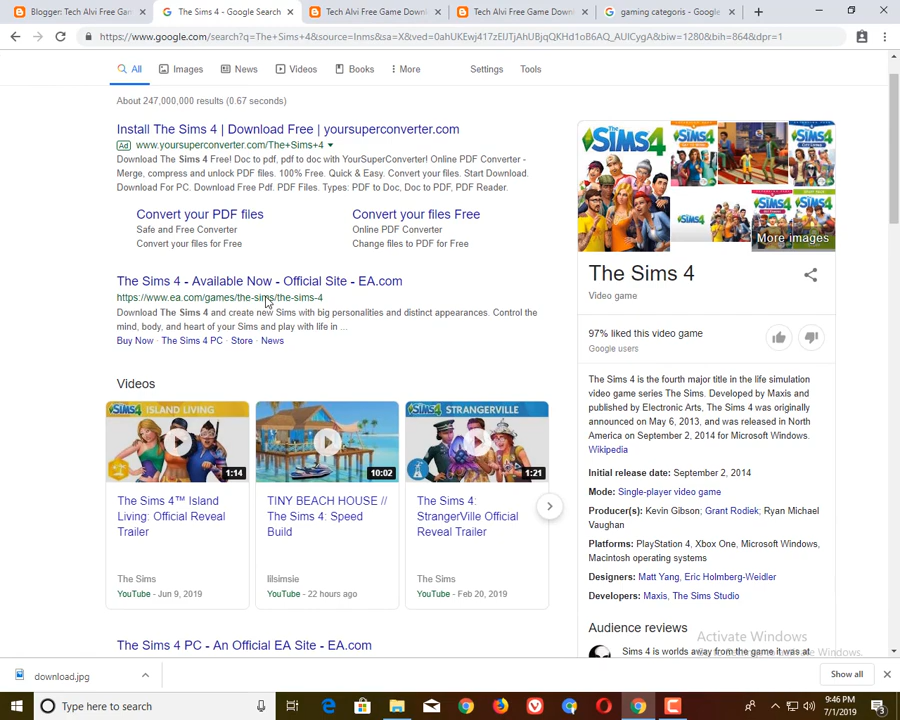 Blogger: Tech Alvi Free Gam
The Sims 4 - Google Search
Tech Alvi Free Game Down
Tech Alvi Free Game Down
gaming categoris - Google
https://www.google.com/search?q=The+Sims+4&source=lnms&sa=X&ved=0ahUKEwj417zElJTjAhUBjqQKHd1oB6AQ_AUICygA&biw=1280&bih=864&dpr=1
All
Images
News
Videos
Books
More
Settings
Tools
About 247,000,000 results (0.67 seconds)
Install The Sims 4 | Download Free | yoursuperconverter.com
Ad www.yoursuperconverter.com/The+Sims+4
Download The Sims 4 Free! Doc to pdf, pdf to doc with YourSuperConverter! Online PDF Converter -
Merge, compress and unlock PDF files. 100% Free. Quick & Easy. Convert your files. Start Download.
Download For PC. Download Free Pdf. PDF Files. Types: PDF to Doc, Doc to PDF, PDF Reader.
Convert your PDF files
Safe and Free Converter
Convert your files for Free
Convert your files Free
Online PDF Converter
Change files to PDF for Free
The Sims 4 - Available Now - Official Site - EA.com
https://www.ea.com/games/the-sims/the-sims-4
Download The Sims 4 and create new Sims with big personalities and distinct appearances. Control the
mind, body, and heart of your Sims and play with life in ...
Buy Now · The Sims 4 PC · Store · News
Videos
ISLAND LIVING
1:14
The Sims 4™ Island
Living: Official Reveal
Trailer
The Sims
YouTube - Jun 9, 2019
10:02
TINY BEACH HOUSE //
The Sims 4: Speed
Build
lilsimsie
YouTube - 22 hours ago
STRANGERVILLE
1:21
The Sims 4:
StrangerVille Official
Reveal Trailer
The Sims
YouTube - Feb 20, 2019
The Sims 4 PC - An Official EA Site - EA.com
THE SIMS 4
More images
The Sims 4
Video game
97% liked this video game
Google users
The Sims 4 is the fourth major title in the life simulation
video game series The Sims. Developed by Maxis and
published by Electronic Arts, The Sims 4 was originally
announced on May 6, 2013, and was released in North
America on September 2, 2014 for Microsoft Windows.
Wikipedia
Initial release date: September 2, 2014
Mode: Single-player video game
Producer(s): Kevin Gibson; Grant Rodiek; Ryan Michael
Vaughan
Platforms: PlayStation 4, Xbox One, Microsoft Windows,
Macintosh operating systems
Designers: Matt Yang, Eric Holmberg-Weidler
Developers: Maxis, The Sims Studio
Audience reviews
Sims 4 is worlds away from the game it was at
Activate Windows
download.jpg
Show all
Type here to search
9:46 PM
7/1/2019
3